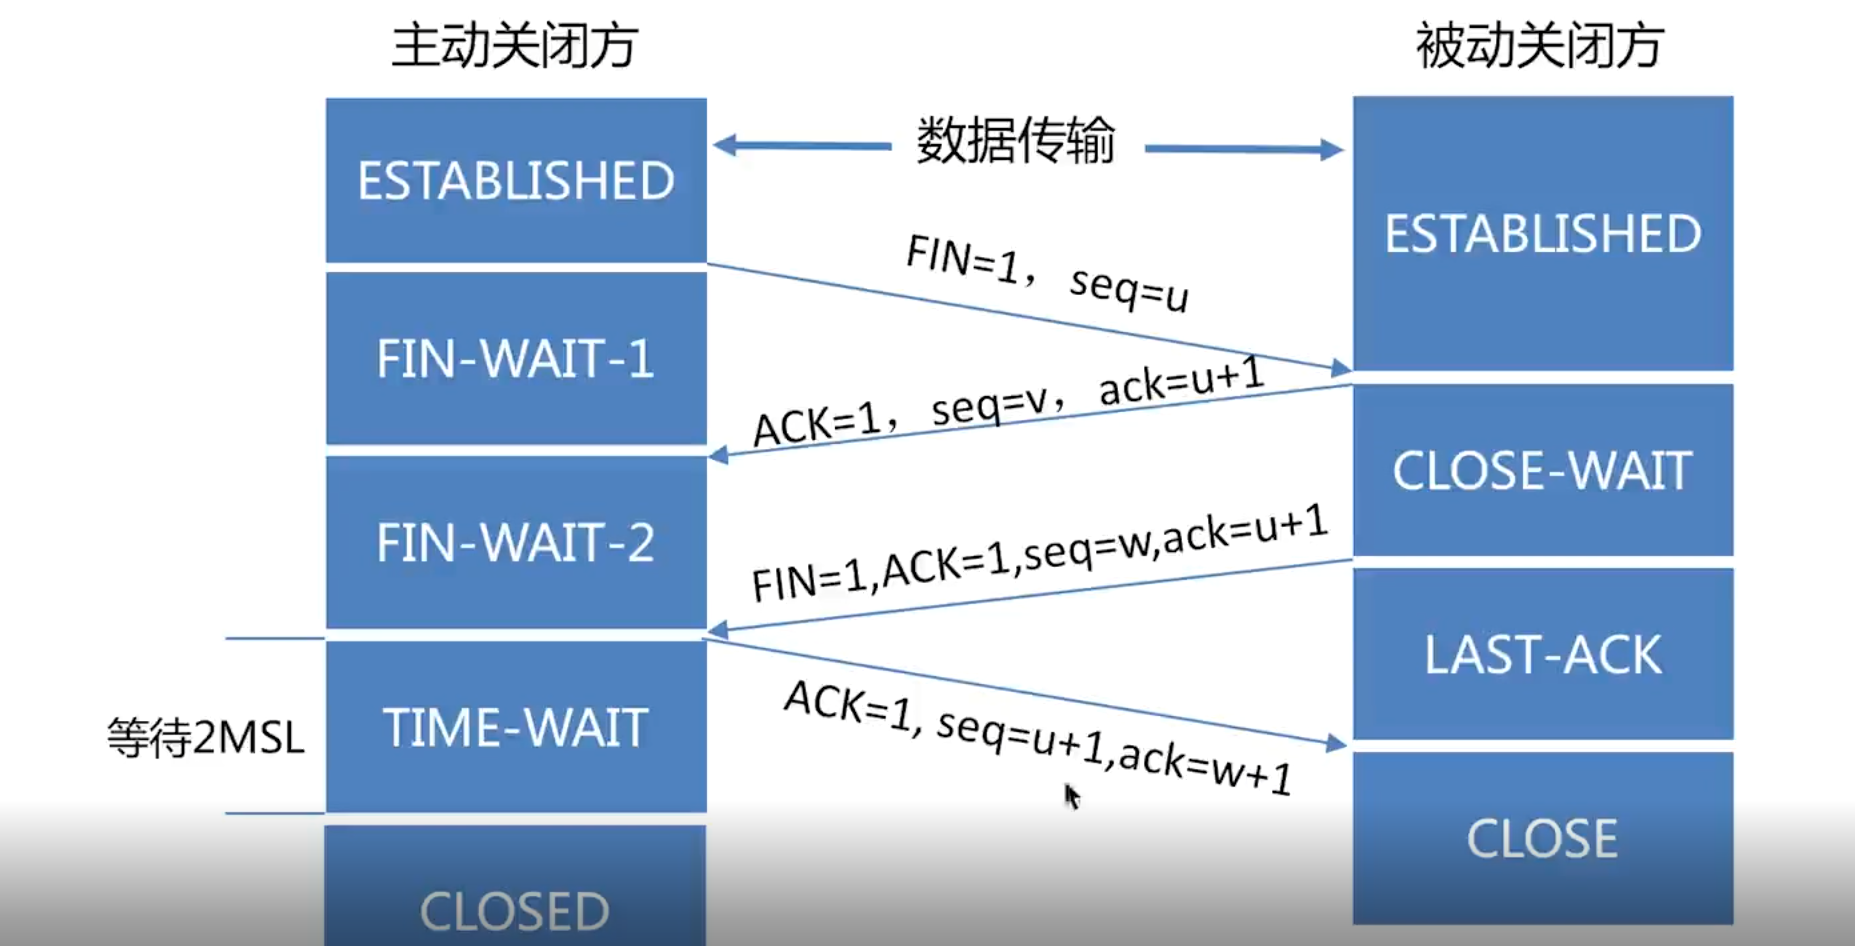 主动关闭方
被动关闭方
数据传输
ESTABLISHED
ESTABLISHED
FIN=1，seq=u
FIN-WAIT-1
ACK=1，seq=v，ack=u+1
CLOSE-WAIT
FIN-WAIT-2
FIN=1,ACK=1,seq=w,ack=u+1
LAST-ACK
等待2MSL
TIME-WAIT
ACK=1, seq=u+1,ack=w+1
CLOSE
CLOSED